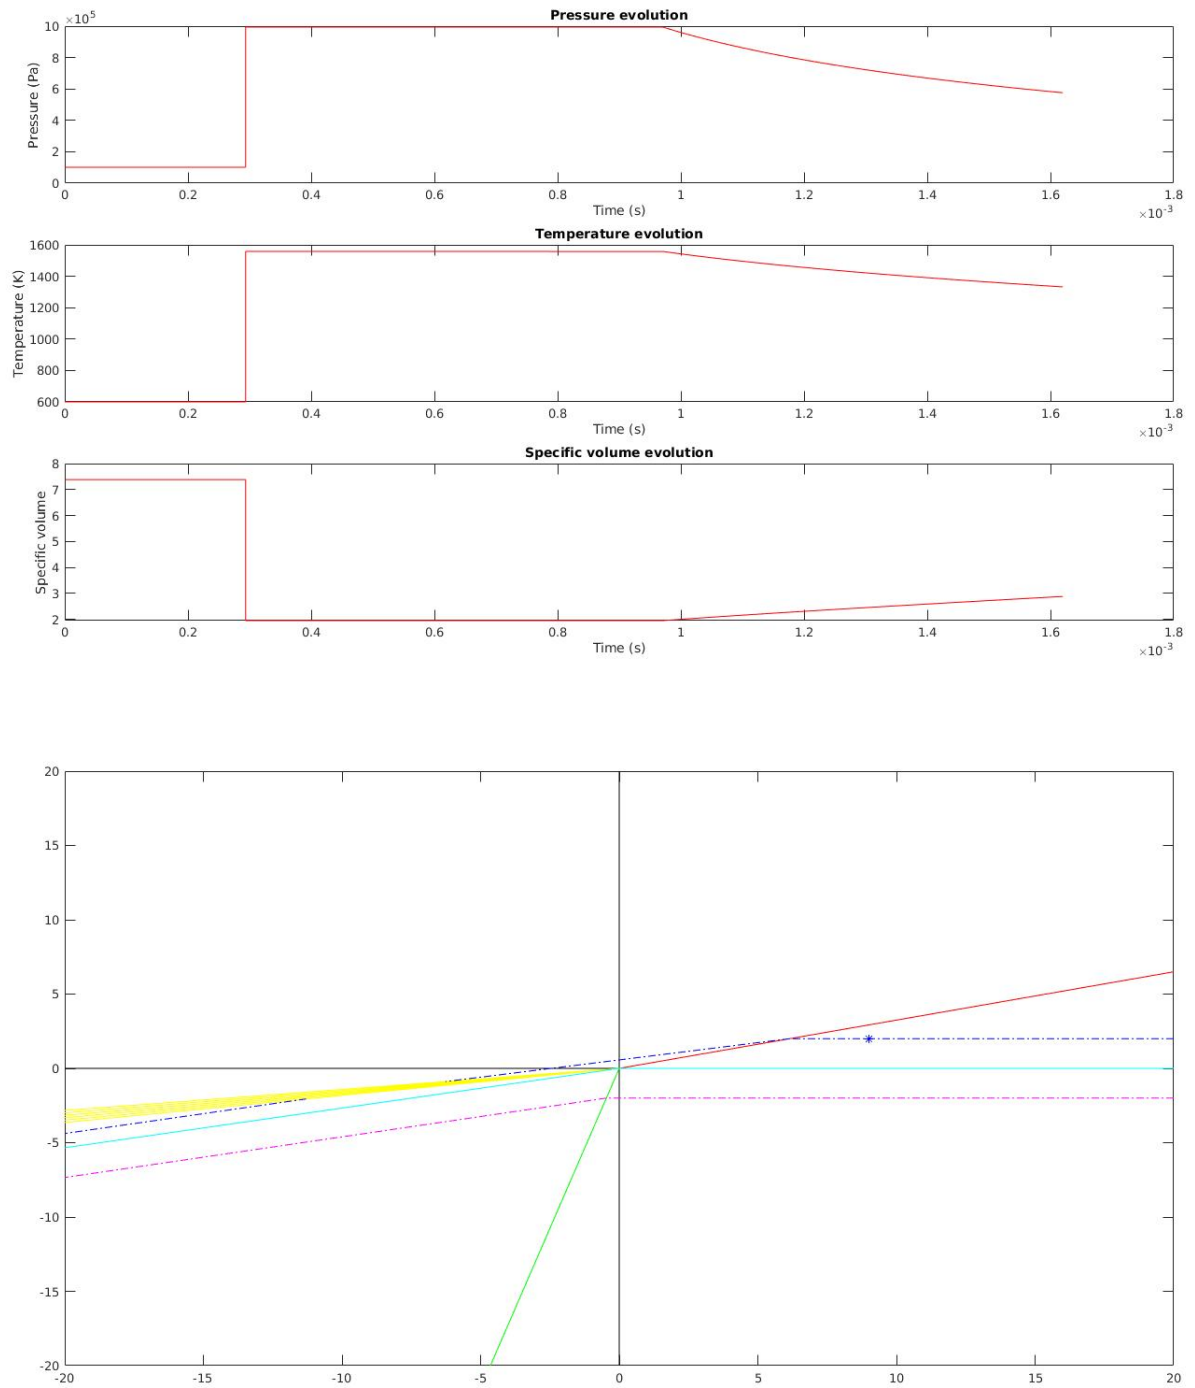 Pressure evolution
×10⁵
10
8
6
4
2
0
Pressure (Pa)
0 0.2 0.4 0.6 0.8 1 1.2 1.4 1.6 1.8
Time (s)
×10⁻³
Temperature evolution
1600
1400
1200
1000
800
600
Temperature (K)
0 0.2 0.4 0.6 0.8 1 1.2 1.4 1.6 1.8
Time (s)
×10⁻³
Specific volume evolution
8
7
6
5
4
3
2
Specific volume
0 0.2 0.4 0.6 0.8 1 1.2 1.4 1.6 1.8
Time (s)
×10⁻³
20
15
10
5
0
-5
-10
-15
-20
-20 -15 -10 -5 0 5 10 15 20